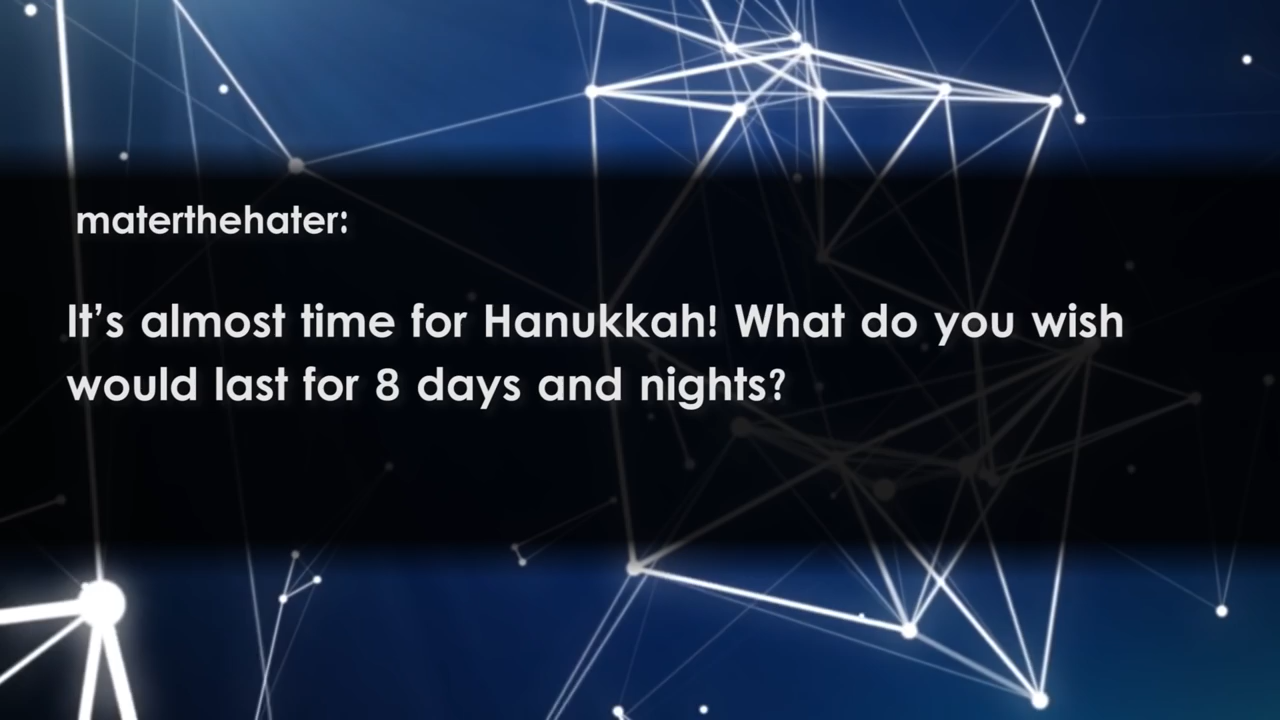 materthehater:
It’s almost time for Hanukkah! What do you wish
would last for 8 days and nights?